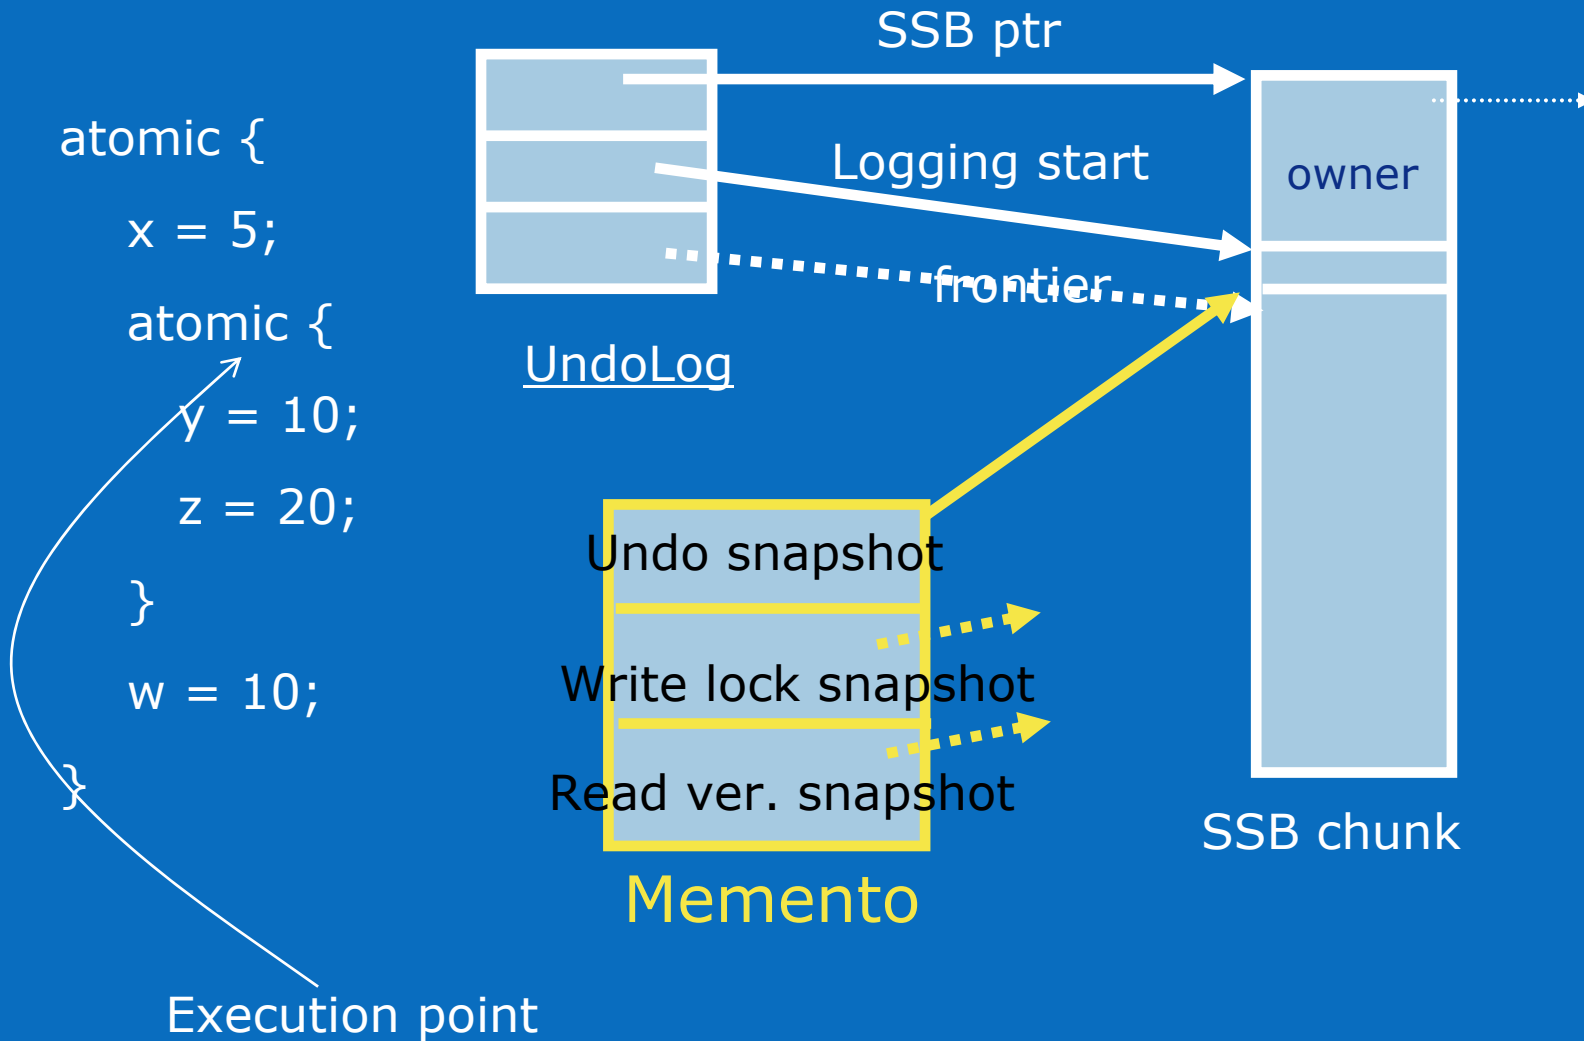 atomic {
x = 5;
atomic {
y = 10;
z = 20;
}
w = 10;
}
Execution point
UndoLog
SSB ptr
Logging start
frontier
owner
SSB chunk
Undo snapshot
Write lock snapshot
Read ver. snapshot
Memento